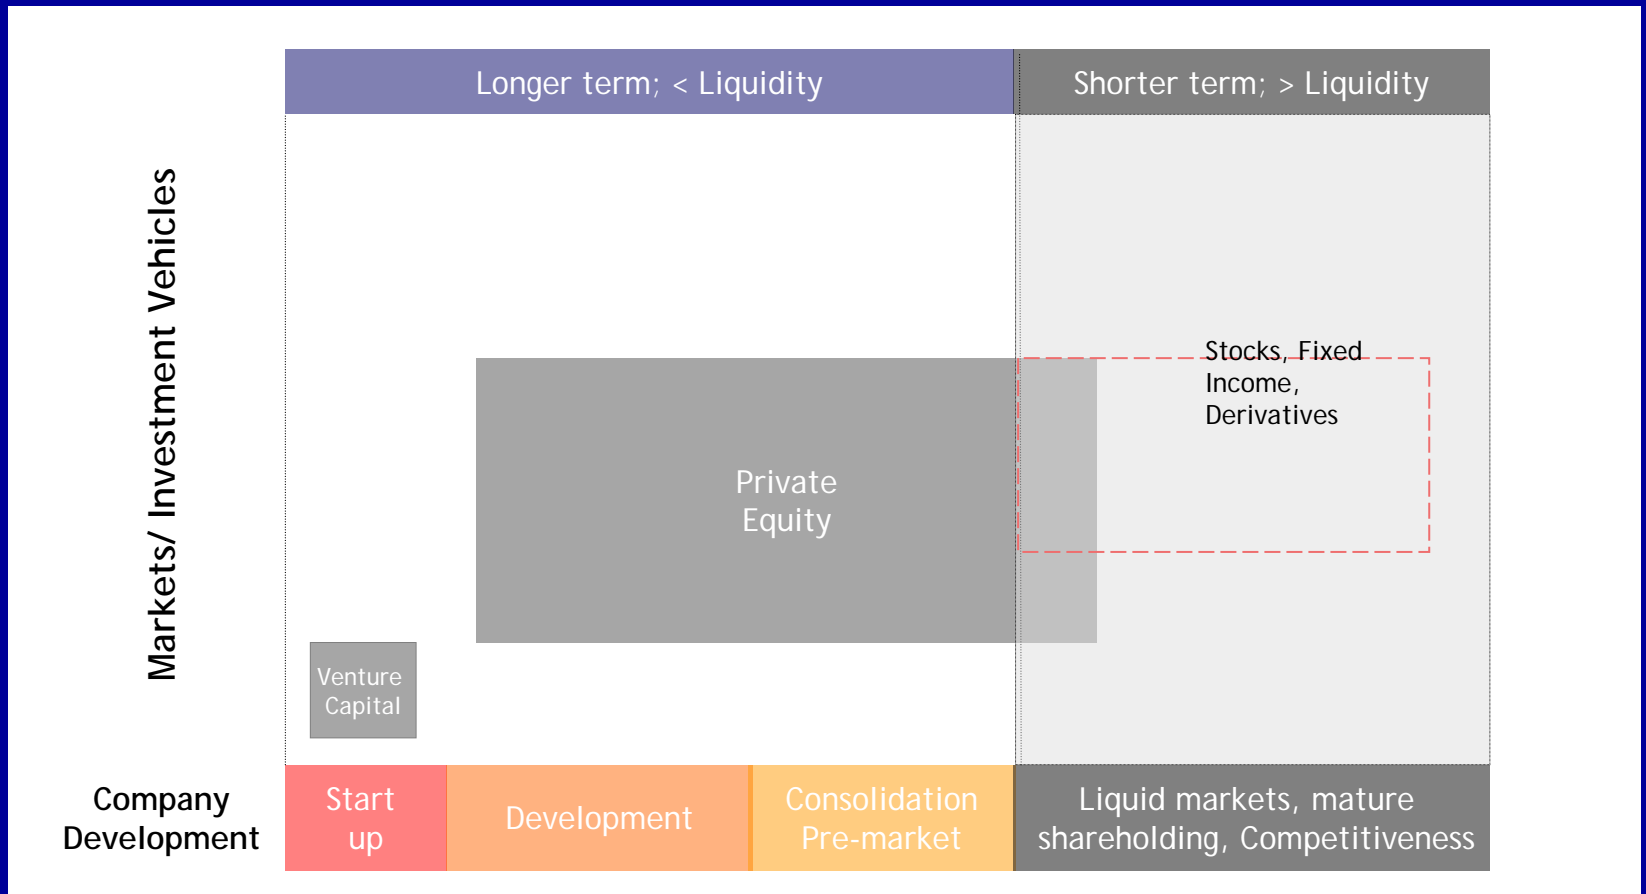 Longer term; < Liquidity
Shorter term; > Liquidity
Markets/ Investment Vehicles
Stocks, Fixed
Income,
Derivatives
Private
Equity
Venture
Capital
Company
Development
Start
up
Development
Consolidation
Pre-market
Liquid markets, mature
shareholding, Competitiveness